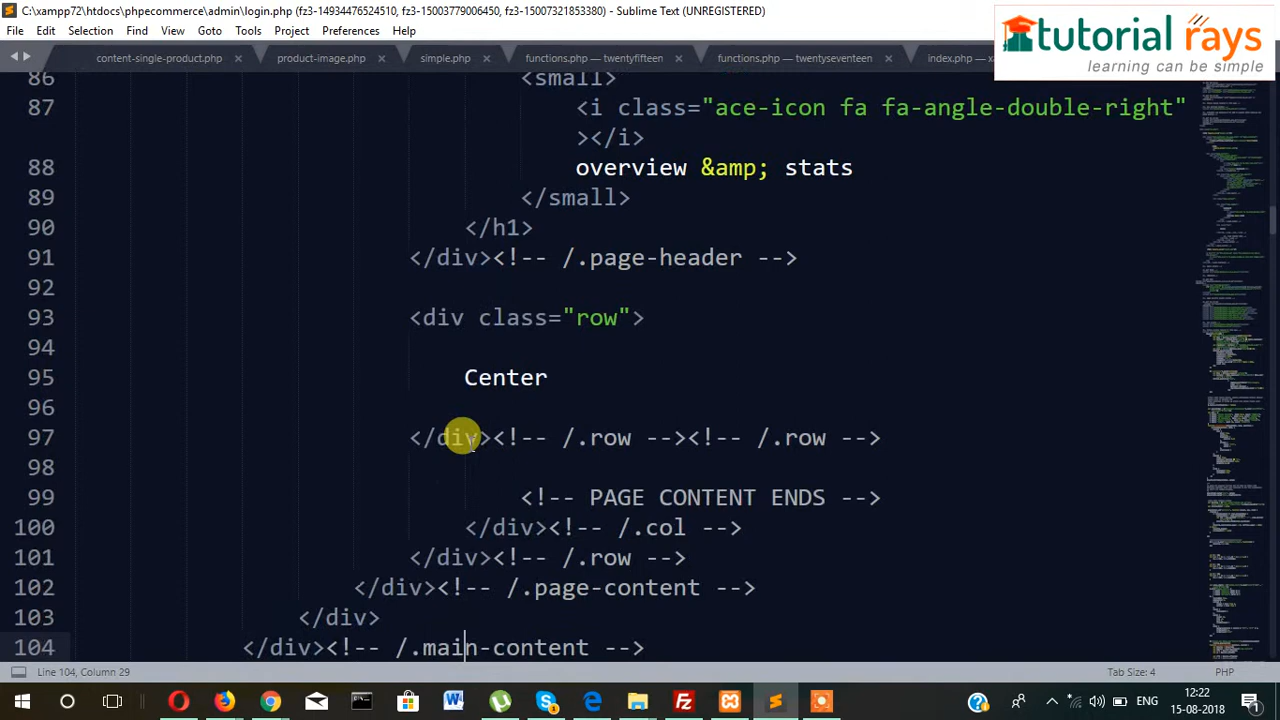 C:\xampp72\htdocs\phpecommerce\admin\login.php (fz3-14934476524510, fz3-15033779006450, fz3-15007321853380) - Sublime Text (UNREGISTERED)
File Edit Selection Find View Goto Tools Project Preferences Help
tutorial rays
learning can be simple
content-single-product.php × product-image.php × simple.php × functions.php — twentyfifteen × functions.php — twentyseventeen × index.php —
86 <small>
87 <i class="ace-icon fa fa-angle-double-right"
></i>
88 overview &amp; stats
89 </small>
90 </h1>
91 </div><!-- /.page-header -->
92
93 <div class="row">
94
95 Center
96
97 </div><!-- /.row --><!-- /.row -->
98
99 <!-- PAGE CONTENT ENDS -->
100 </div><!-- /.col -->
101 </div><!-- /.row -->
102 </div><!-- /.page-content -->
103 </div>
104 </div><!-- /.main-content -->
Line 104, Column 29 Tab Size: 4 PHP
ENG 12:22
15-08-2018